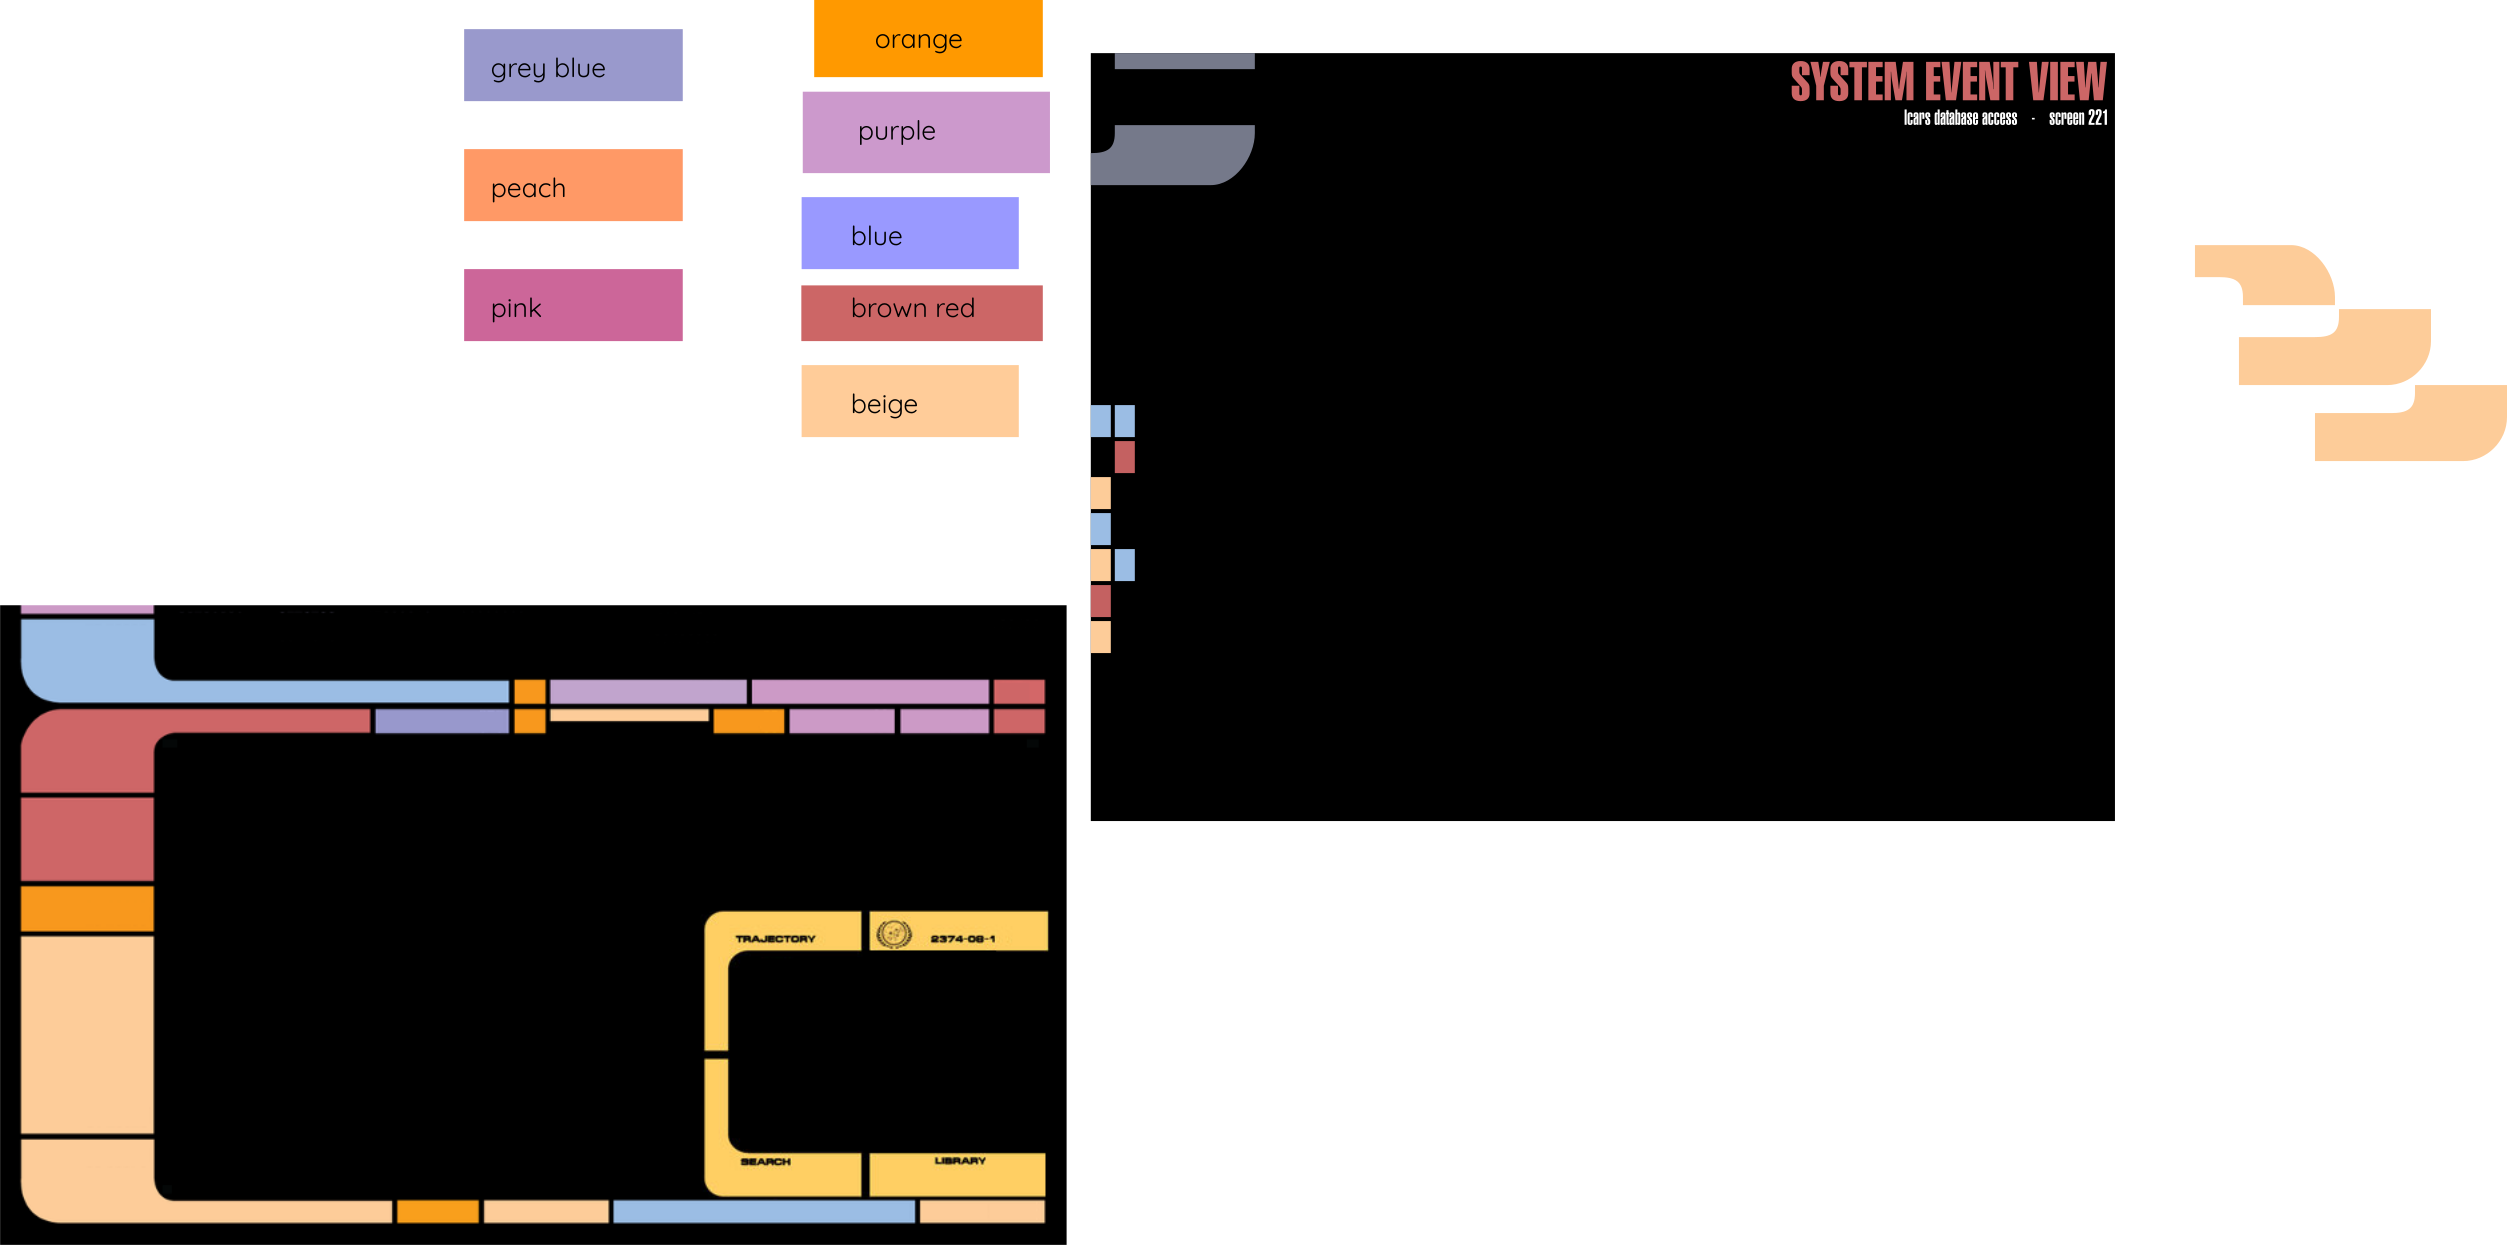 orange
grey blue
purple
peach
blue
pink
brown red
beige
SYSTEM EVENT VIEW
lcars database access - screen 221
TRAJECTORY
2374-08-1
SEARCH
LIBRARY